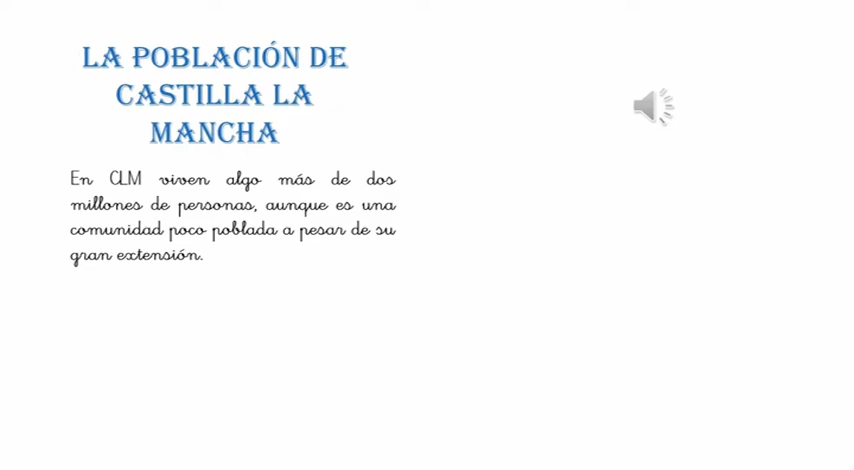 LA POBLACIÓN DE
CASTILLA LA
MANCHA
En CLM viven algo más de dos
millones de personas, aunque es una
comunidad poco poblada a pesar de su
gran extensión.